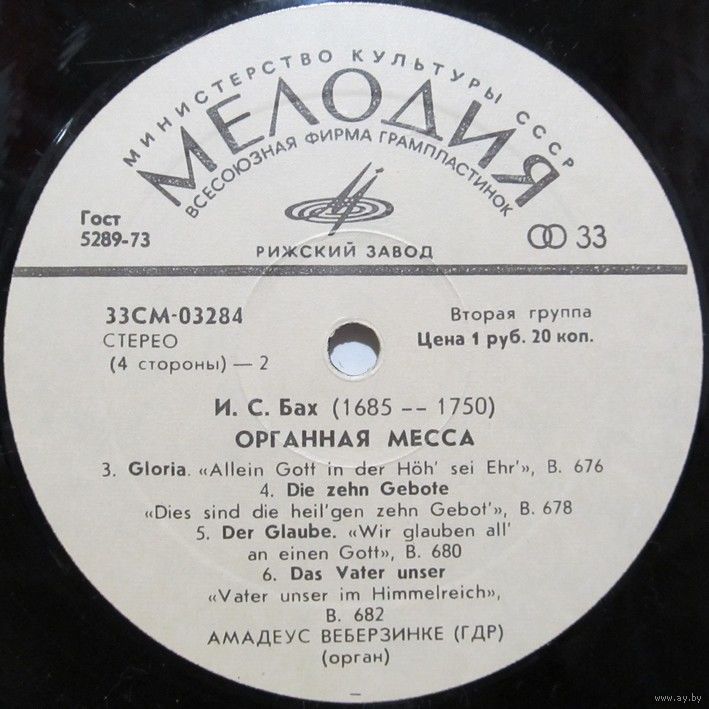 МИНИСТЕРСТВО КУЛЬТУРЫ СССР
МЕЛОДИЯ
ВСЕСОЮЗНАЯ ФИРМА ГРАМПЛАСТИНОК
Гост
5289-73
РИЖСКИЙ ЗАВОД
33
33СМ-03284
СТЕРЕО
(4 стороны) — 2
Вторая группа
Цена 1 руб. 20 коп.
И. С. Бах (1685 -- 1750)
ОРГАННАЯ МЕССА
3. Gloria. «Allein Gott in der Höh' sei Ehr'», B. 676
4. Die zehn Gebote
«Dies sind die heil'gen zehn Gebot'», B. 678
5. Der Glaube. «Wir glauben all'
an einen Gott», B. 680
6. Das Vater unser
«Vater unser im Himmelreich»,
B. 682
АМАДЕУС ВЕБЕРЗИНКЕ (ГДР)
(орган)
www.ay.by